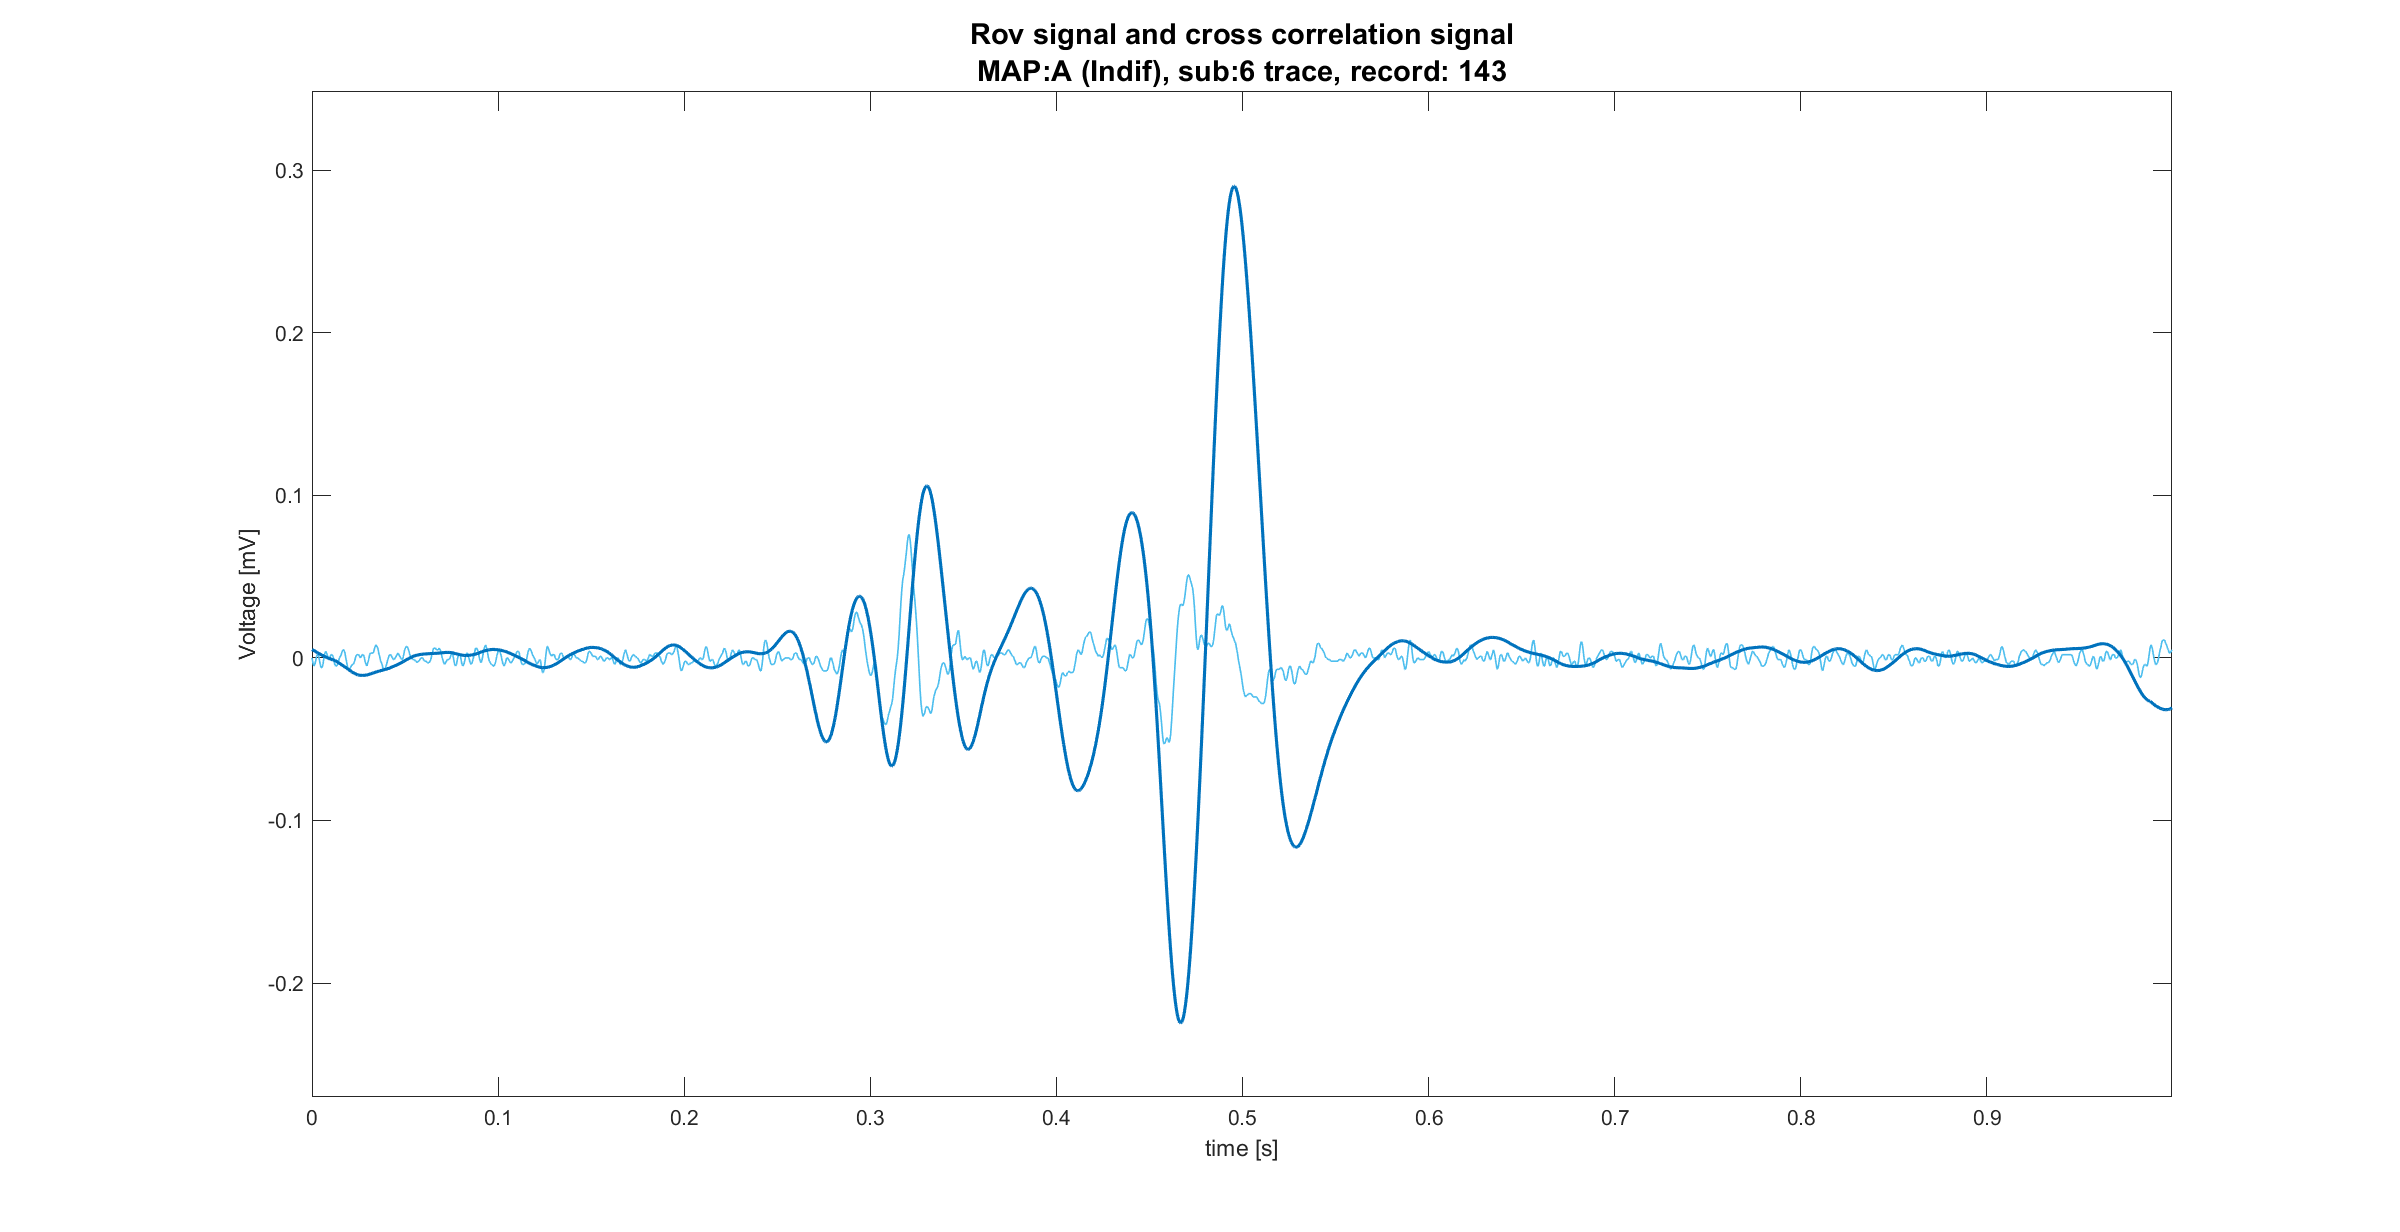 Rov signal and cross correlation signal
MAP:A (Indif), sub:6 trace, record: 143
0.3
0.2
0.1
0
-0.1
-0.2
Voltage [mV]
0 0.1 0.2 0.3 0.4 0.5 0.6 0.7 0.8 0.9
time [s]